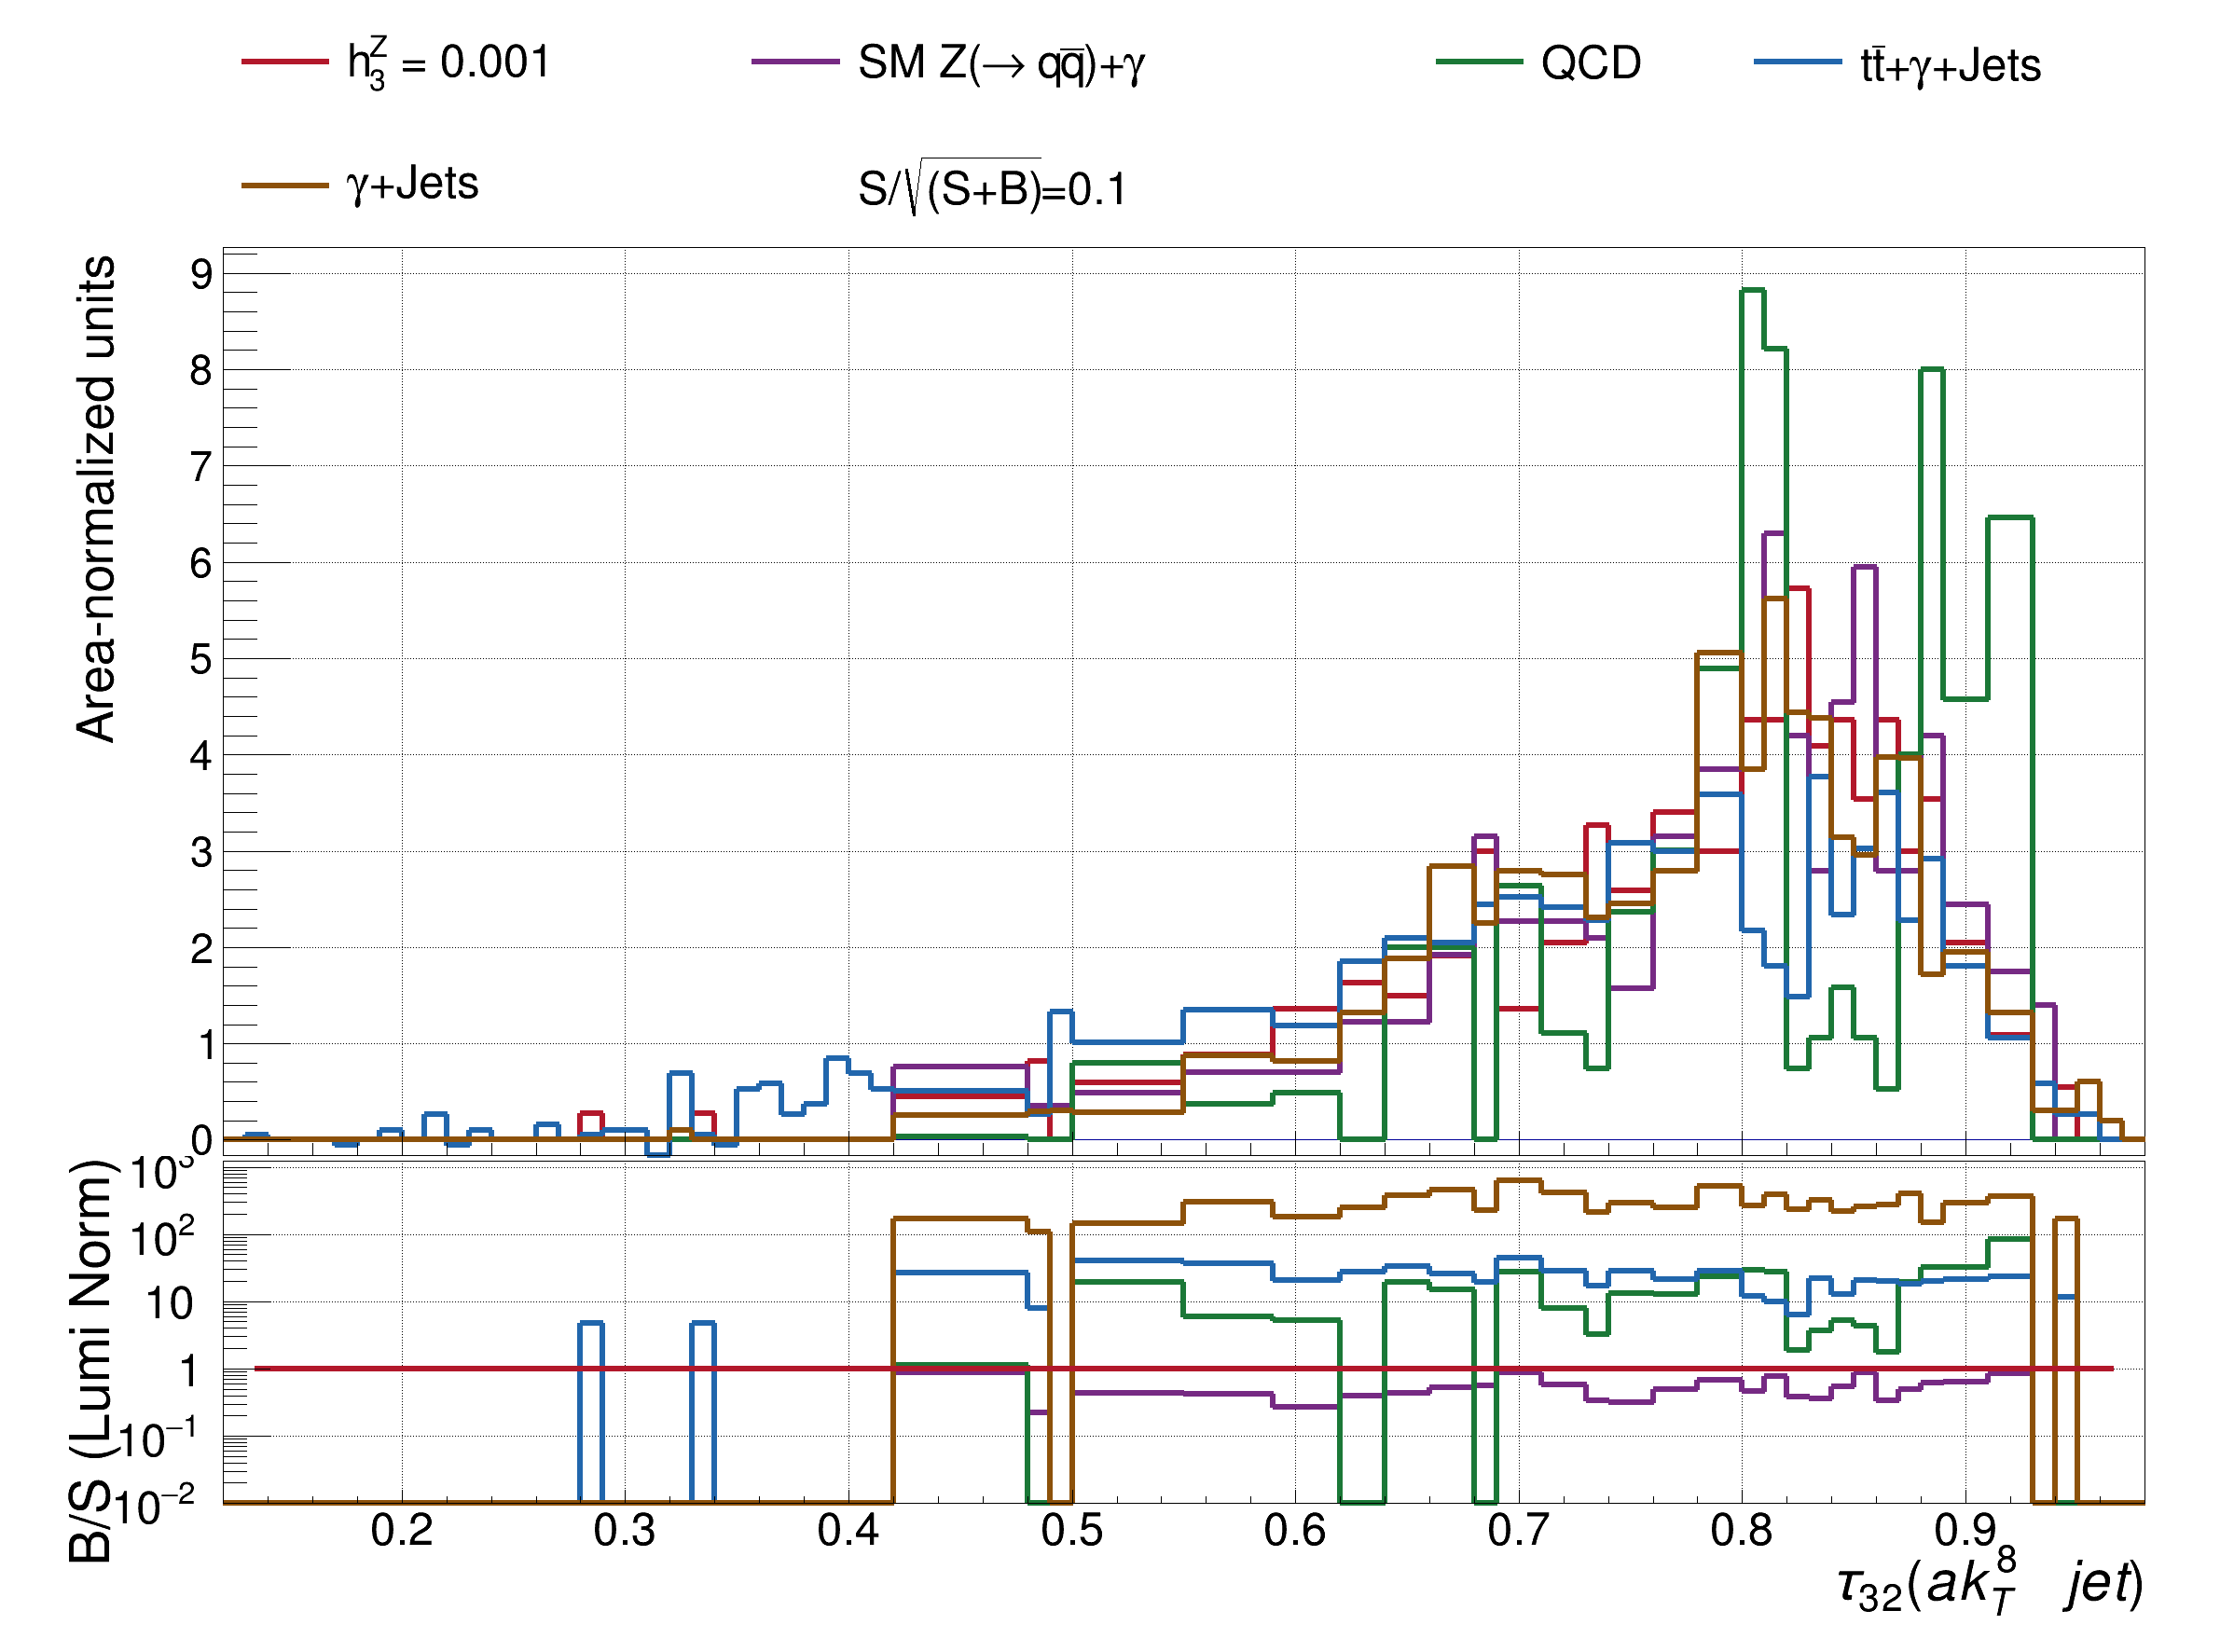 h₃ᶻ = 0.001 SM Z(→ qq̄)+γ QCD tt̄+γ+Jets
γ+Jets S/√(S+B)=0.1
Area-normalized units
9
8
7
6
5
4
3
2
1
0
B/S (Lumi Norm)
10³
10²
10
1
10⁻¹
10⁻²
0.2 0.3 0.4 0.5 0.6 0.7 0.8 0.9
τ₃₂(ak_T^8 jet)